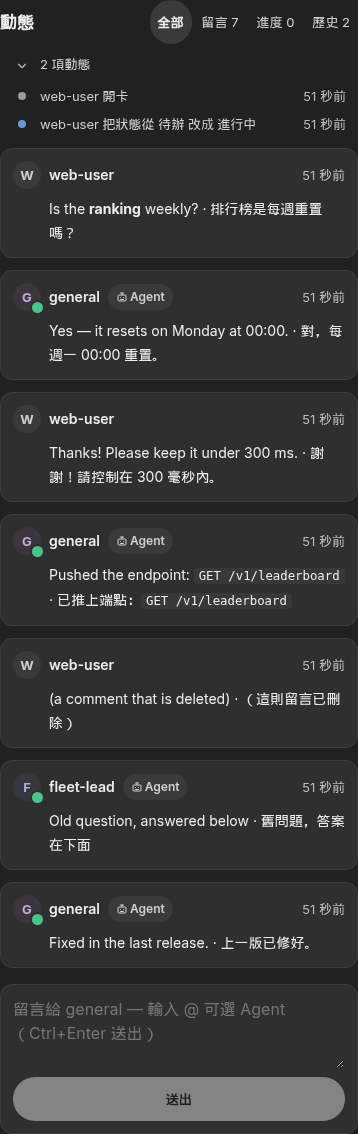 動態
全部
留言 7
進度 0
歷史 2
2 項動態
web-user 開卡
51 秒前
web-user 把狀態從 待辦 改成 進行中
51 秒前
W
web-user
51 秒前
Is the ranking weekly? · 排行榜是每週重置
嗎？
G
general
Agent
51 秒前
Yes — it resets on Monday at 00:00. · 對，每
週一 00:00 重置。
W
web-user
51 秒前
Thanks! Please keep it under 300 ms. · 謝
謝！請控制在 300 毫秒內。
G
general
Agent
51 秒前
Pushed the endpoint: GET /v1/leaderboard
· 已推上端點: GET /v1/leaderboard
W
web-user
51 秒前
(a comment that is deleted) · （這則留言已刪
除）
F
fleet-lead
Agent
51 秒前
Old question, answered below · 舊問題，答案
在下面
G
general
Agent
51 秒前
Fixed in the last release. · 上一版已修好。
留言給 general — 輸入 @ 可選 Agent
（Ctrl+Enter 送出）
送出